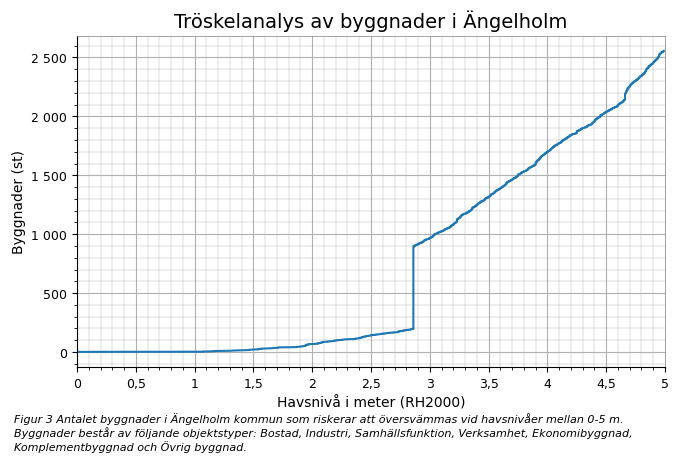 Tröskelanalys av byggnader i Ängelholm
2 500
2 000
1 500
1 000
500
0
Byggnader (st)
0 0,5 1 1,5 2 2,5 3 3,5 4 4,5 5
Havsnivå i meter (RH2000)
Figur 3 Antalet byggnader i Ängelholm kommun som riskerar att översvämmas vid havsnivåer mellan 0-5 m.
Byggnader består av följande objektstyper: Bostad, Industri, Samhällsfunktion, Verksamhet, Ekonomibyggnad,
Komplementbyggnad och Övrig byggnad.